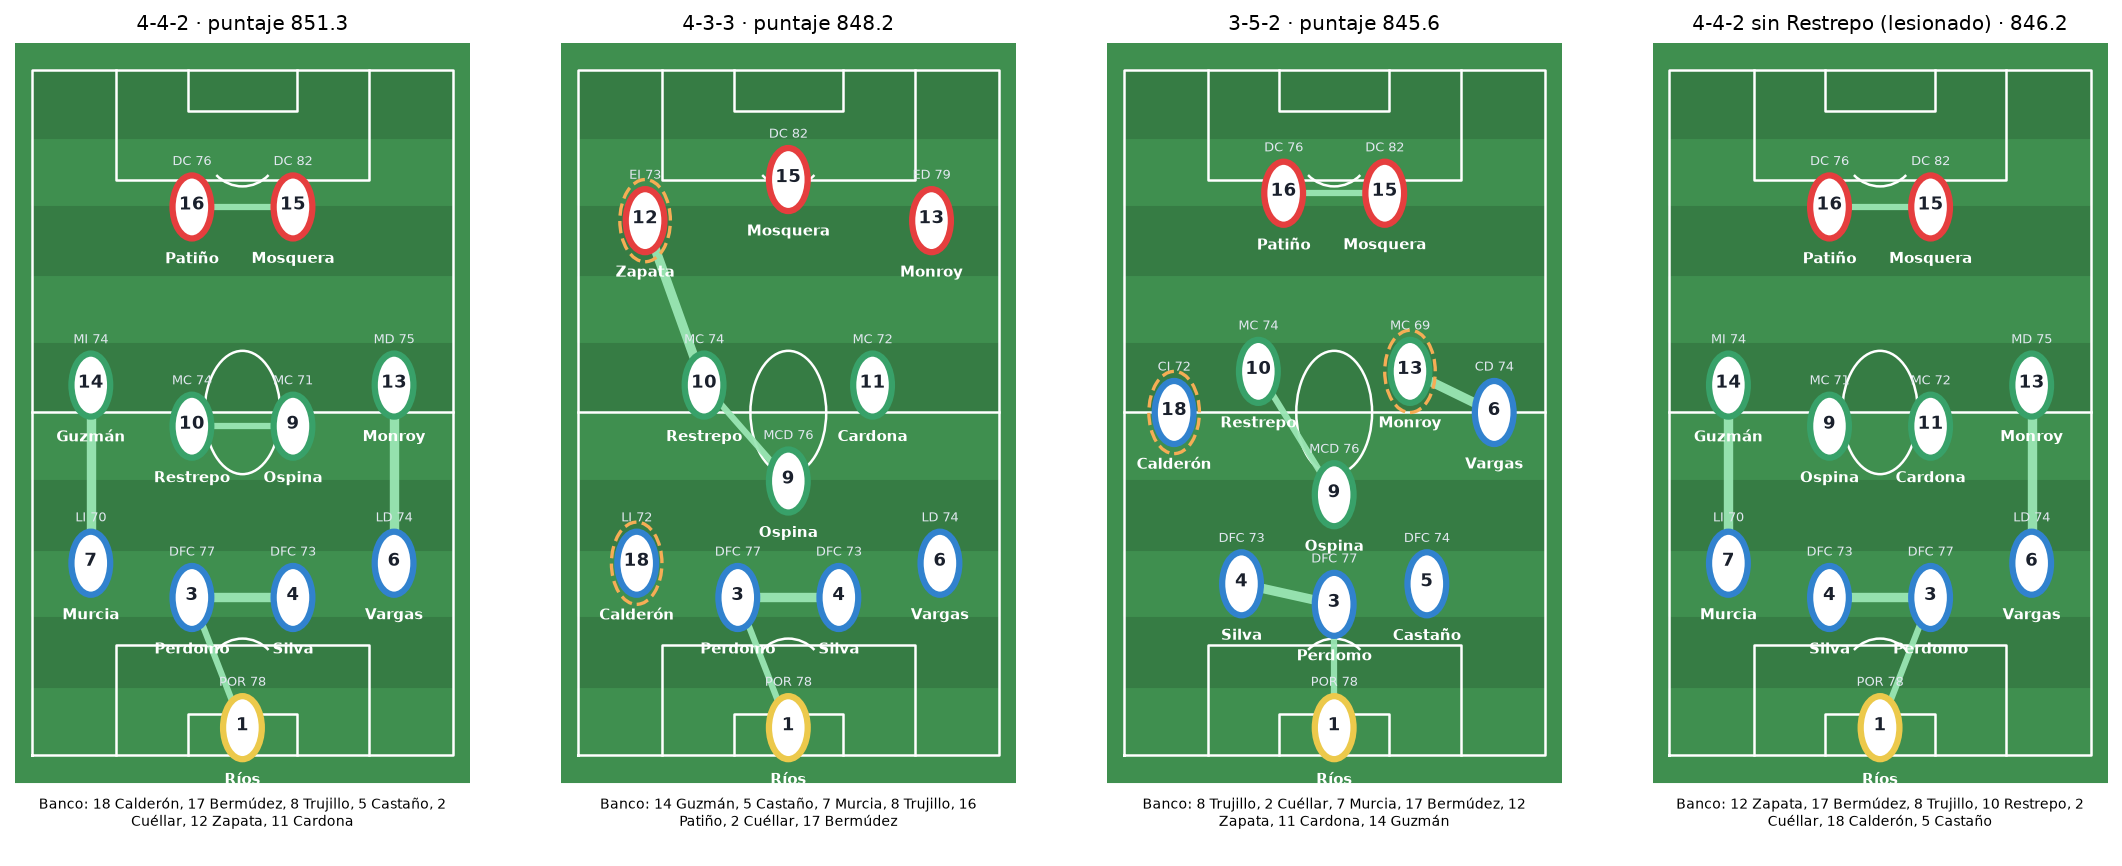 4-4-2 · puntaje 851.3
DC 76 DC 82
16 15
Patiño Mosquera
MI 74 MD 75
14 13
MC 74 MC 71
10 9
Guzmán Monroy
Restrepo Ospina
LI 70 LD 74
7 6
DFC 77 DFC 73
3 4
Murcia Vargas
Perdomo Silva
POR 78
1
Ríos
Banco: 18 Calderón, 17 Bermúdez, 8 Trujillo, 5 Castaño, 2
Cuéllar, 12 Zapata, 11 Cardona
4-3-3 · puntaje 848.2
DC 82
EI 73 15 ED 79
12 13
Mosquera
Zapata Monroy
MC 74 MC 72
10 11
Restrepo MCD 76 Cardona
9
LI 72 LD 74
Ospina
DFC 77 DFC 73
18 6
3 4
Calderón Vargas
Perdomo Silva
POR 78
1
Ríos
Banco: 14 Guzmán, 5 Castaño, 7 Murcia, 8 Trujillo, 16
Patiño, 2 Cuéllar, 17 Bermúdez
3-5-2 · puntaje 845.6
DC 76 DC 82
16 15
Patiño Mosquera
MC 74 MC 69
CI 72 CD 74
10 13
18 6
Restrepo Monroy
MCD 76
Calderón Vargas
9
Ospina
DFC 73 DFC 77 DFC 74
4 3 5
Silva Castaño
Perdomo
POR 78
1
Ríos
Banco: 8 Trujillo, 2 Cuéllar, 7 Murcia, 17 Bermúdez, 12
Zapata, 11 Cardona, 14 Guzmán
4-4-2 sin Restrepo (lesionado) · 846.2
DC 76 DC 82
16 15
Patiño Mosquera
MI 74 MD 75
14 13
MC 71 MC 72
9 11
Guzmán Monroy
Ospina Cardona
LI 70 LD 74
7 6
DFC 73 DFC 77
4 3
Murcia Vargas
Silva Perdomo
POR 78
1
Ríos
Banco: 12 Zapata, 17 Bermúdez, 8 Trujillo, 10 Restrepo, 2
Cuéllar, 18 Calderón, 5 Castaño